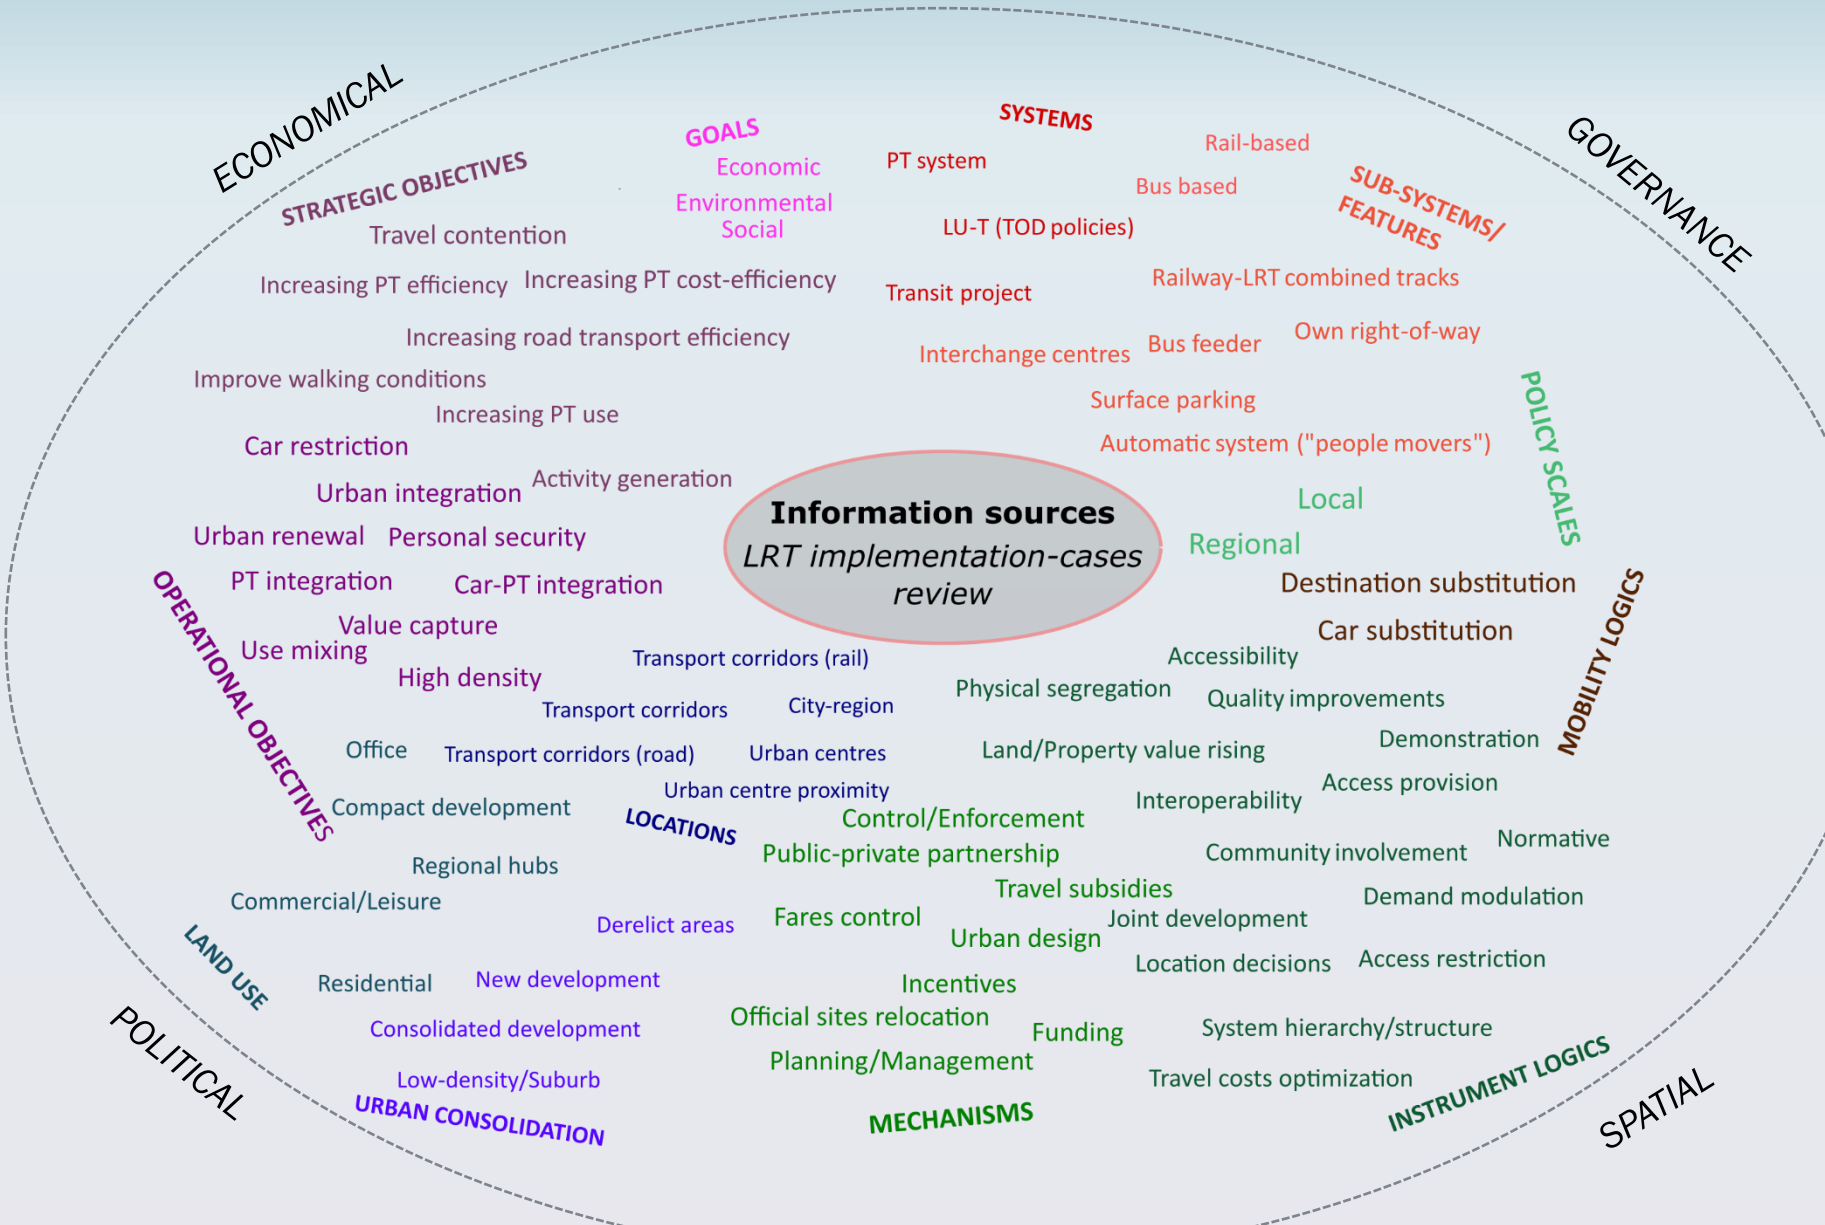 ECONOMICAL
GOVERNANCE
GOALS
Economic
Environmental
Social
SYSTEMS
PT system
LU-T (TOD policies)
Transit project
Rail-based
Bus based
SUB-SYSTEMS/
FEATURES
Railway-LRT combined tracks
Own right-of-way
Bus feeder
Interchange centres
Surface parking
Automatic system ("people movers")
STRATEGIC OBJECTIVES
Travel contention
Increasing PT efficiency
Increasing PT cost-efficiency
Increasing road transport efficiency
Improve walking conditions
Increasing PT use
Activity generation
Car restriction
Urban integration
Urban renewal
Personal security
PT integration
Car-PT integration
Value capture
Use mixing
High density
OPERATIONAL OBJECTIVES
Information sources
LRT implementation-cases
review
POLICY SCALES
Local
Regional
Destination substitution
Car substitution
MOBILITY LOGICS
Transport corridors (rail)
Transport corridors
City-region
Transport corridors (road)
Urban centres
Urban centre proximity
LOCATIONS
Accessibility
Physical segregation
Quality improvements
Demonstration
Land/Property value rising
Access provision
Interoperability
Normative
Community involvement
Demand modulation
Joint development
Location decisions
Access restriction
System hierarchy/structure
Travel costs optimization
INSTRUMENT LOGICS
Control/Enforcement
Public-private partnership
Travel subsidies
Fares control
Urban design
Incentives
Official sites relocation
Funding
Planning/Management
MECHANISMS
Office
Compact development
Regional hubs
Commercial/Leisure
Residential
LAND USE
Derelict areas
New development
Consolidated development
Low-density/Suburb
URBAN CONSOLIDATION
POLITICAL
SPATIAL